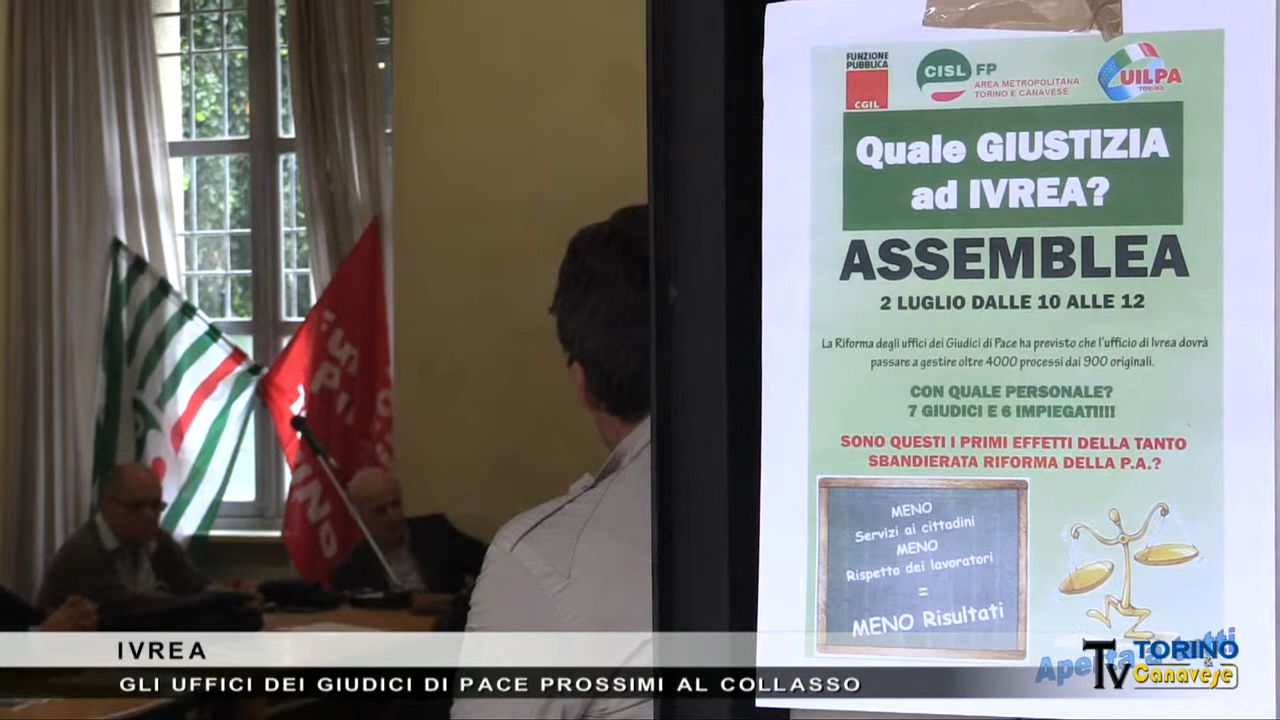 FUNZIONE
PUBBLICA
CGIL
CISL FP
AREA METROPOLITANA
TORINO E CANAVESE
UILPA
TORINO
Quale GIUSTIZIA
ad IVREA?
ASSEMBLEA
2 LUGLIO DALLE 10 ALLE 12
La Riforma degli uffici dei Giudici di Pace ha previsto che l'ufficio di Ivrea dovrà
passare a gestire oltre 4000 processi dai 900 originali.
CON QUALE PERSONALE?
7 GIUDICI E 6 IMPIEGATI!!!
SONO QUESTI I PRIMI EFFETTI DELLA TANTO
SBANDIERATA RIFORMA DELLA P.A.?
MENO
Servizi ai cittadini
MENO
Rispetto dei lavoratori
=
MENO Risultati
IVREA
GLI UFFICI DEI GIUDICI DI PACE PROSSIMI AL COLLASSO
TV TORINO
& Canavese